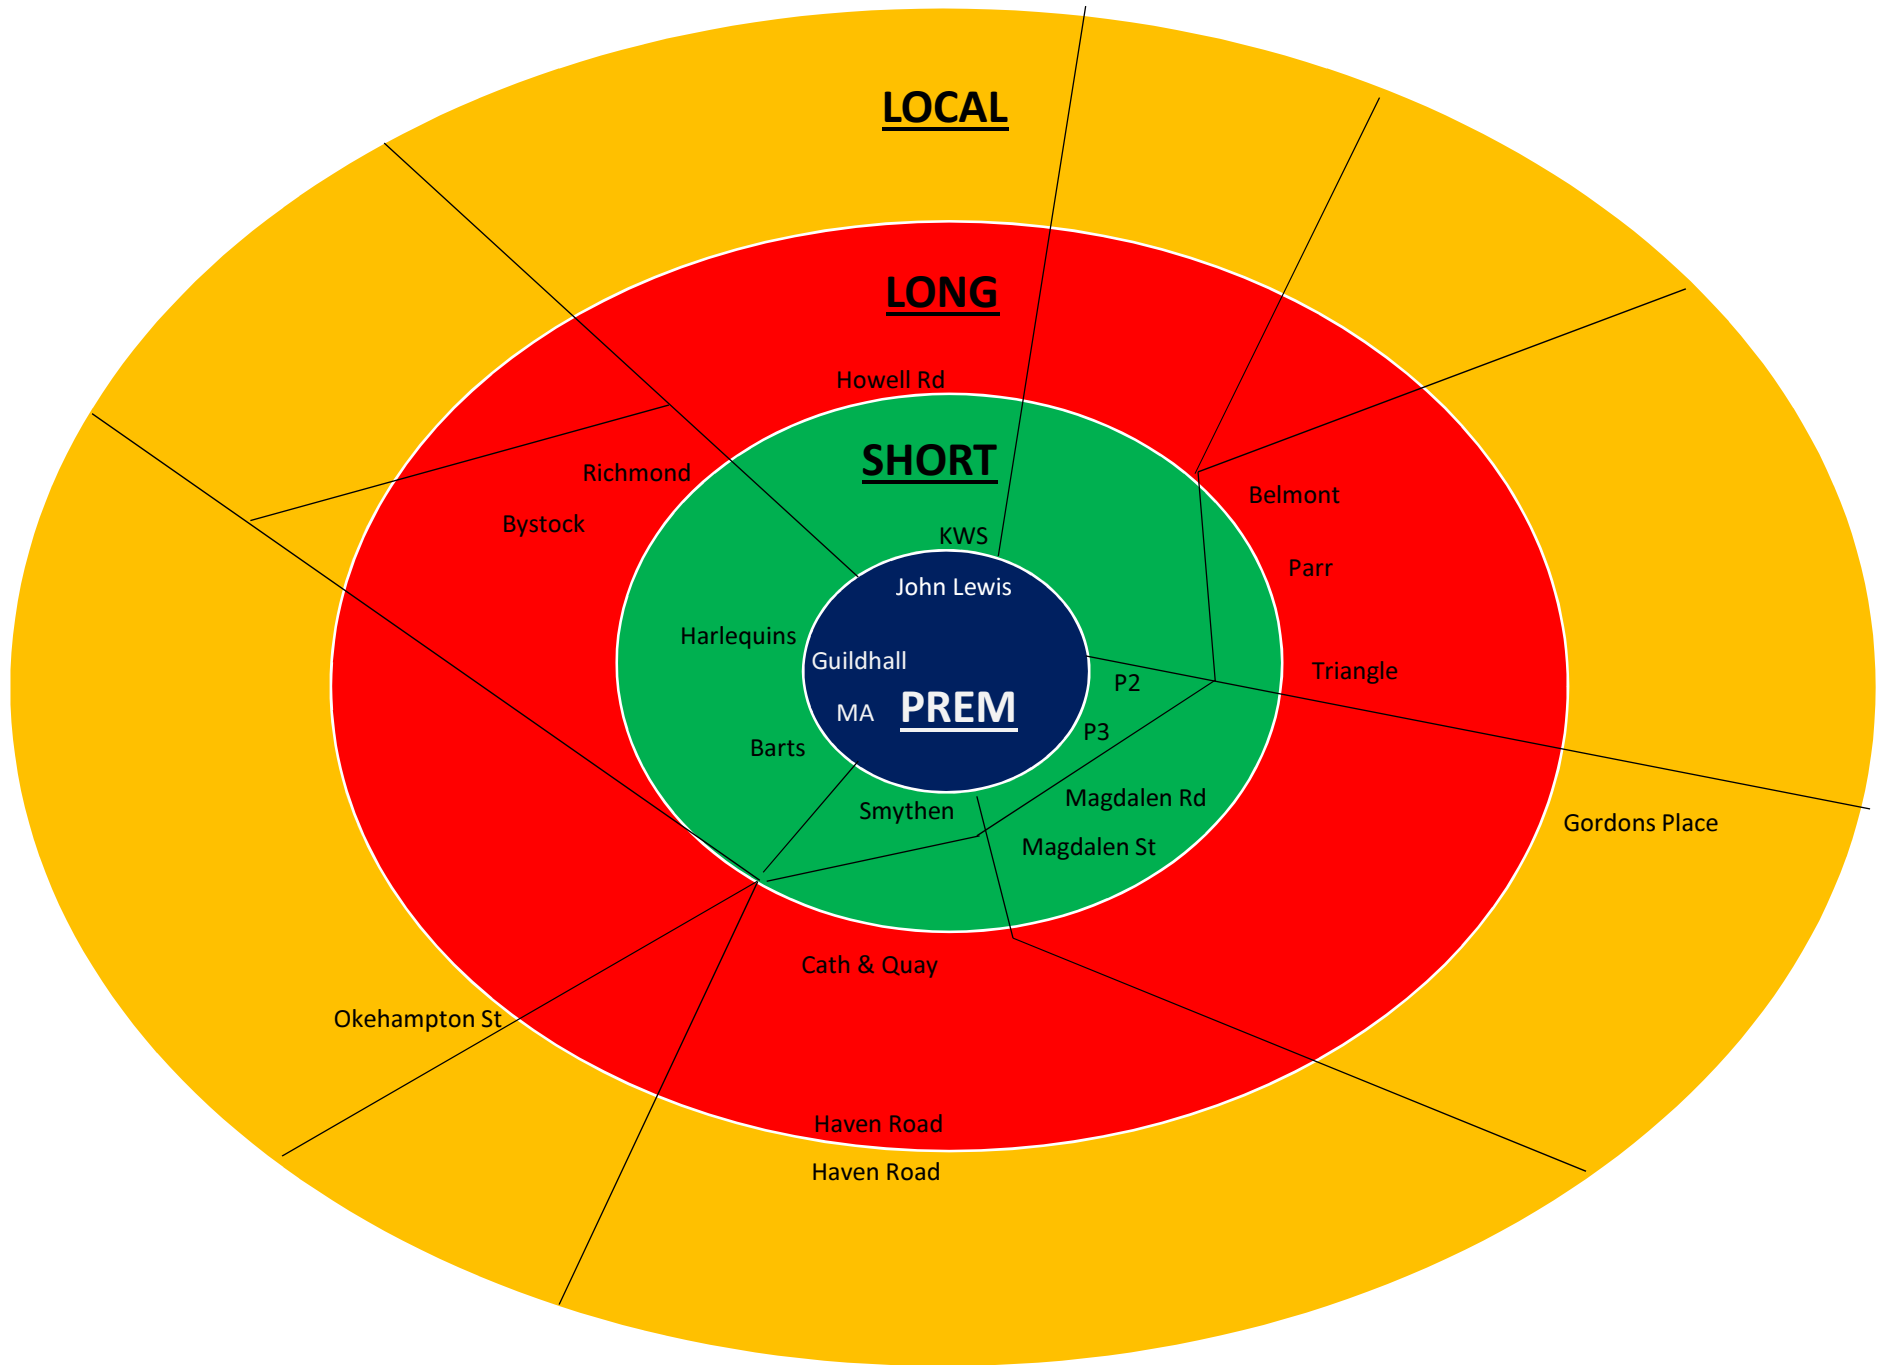 LOCAL
LONG
Howell Rd
SHORT
Richmond
Belmont
Bystock
KWS
Parr
John Lewis
Harlequins
Guildhall
Triangle
P2
MA
PREM
P3
Barts
Magdalen Rd
Smythen
Gordons Place
Magdalen St
Cath & Quay
Okehampton St
Haven Road
Haven Road